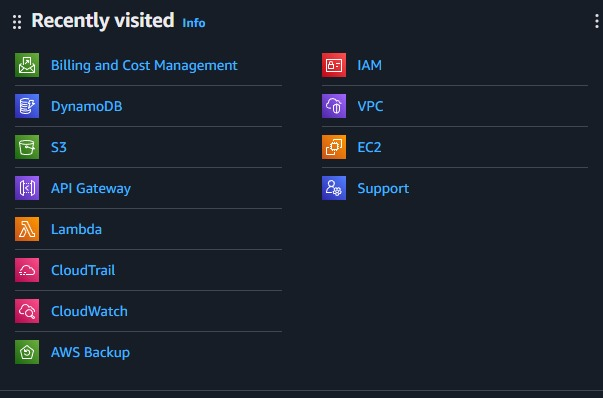 Recently visited Info
Billing and Cost Management
DynamoDB
S3
API Gateway
Lambda
CloudTrail
CloudWatch
AWS Backup
IAM
VPC
EC2
Support